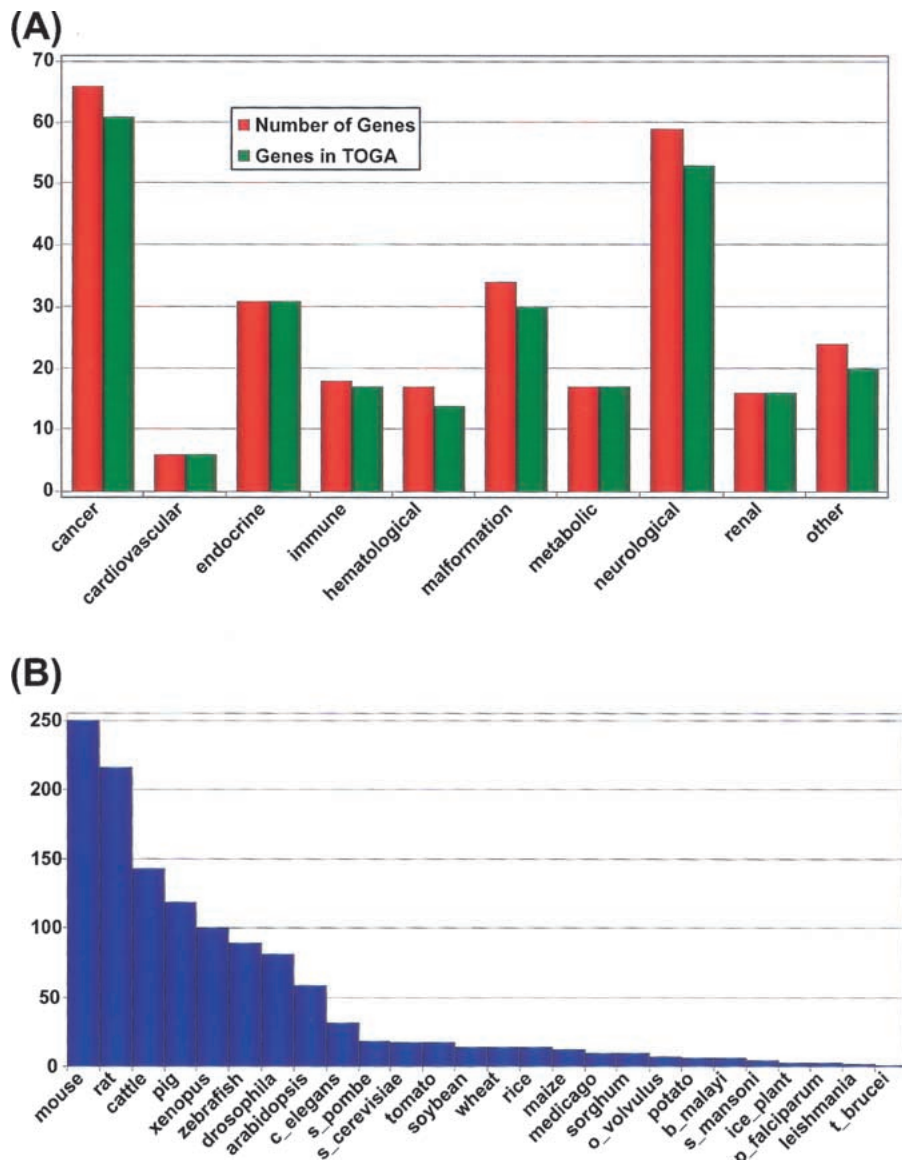 (A)
70
60
50
40
30
20
10
0
Number of Genes
Genes in TOGA
cancer
cardiovascular
endocrine
immune
hematological
malformation
metabolic
neurological
renal
other
(B)
250
200
150
100
50
0
mouse
rat
cattle
pig
xenopus
zebrafish
drosophila
arabidopsis
c_elegans
s_pombe
s_cerevisiae
tomato
soybean
wheat
rice
maize
medicago
sorghum
o_volvulus
potato
b_malayi
s_mansoni
ice_plant
p_falciparum
leishmania
t_brucei